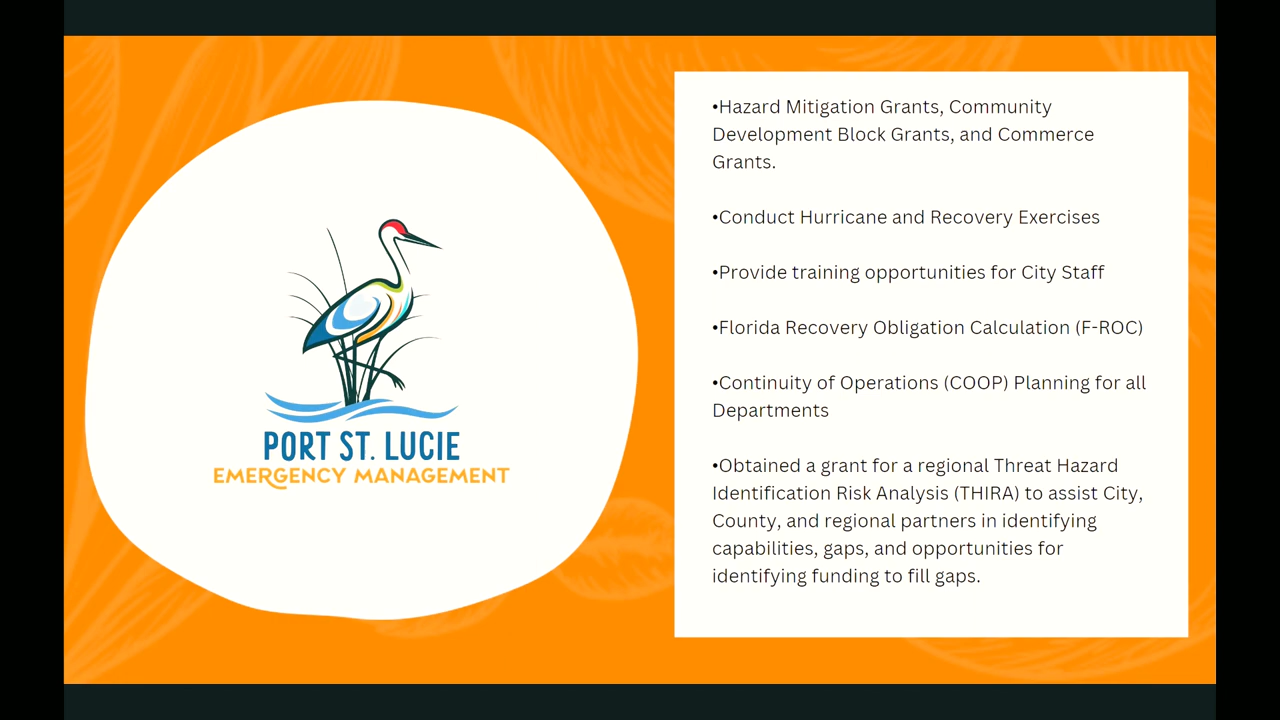 PORT ST. LUCIE
EMERGENCY MANAGEMENT
•Hazard Mitigation Grants, Community
Development Block Grants, and Commerce
Grants.
•Conduct Hurricane and Recovery Exercises
•Provide training opportunities for City Staff
•Florida Recovery Obligation Calculation (F-ROC)
•Continuity of Operations (COOP) Planning for all
Departments
•Obtained a grant for a regional Threat Hazard
Identification Risk Analysis (THIRA) to assist City,
County, and regional partners in identifying
capabilities, gaps, and opportunities for
identifying funding to fill gaps.